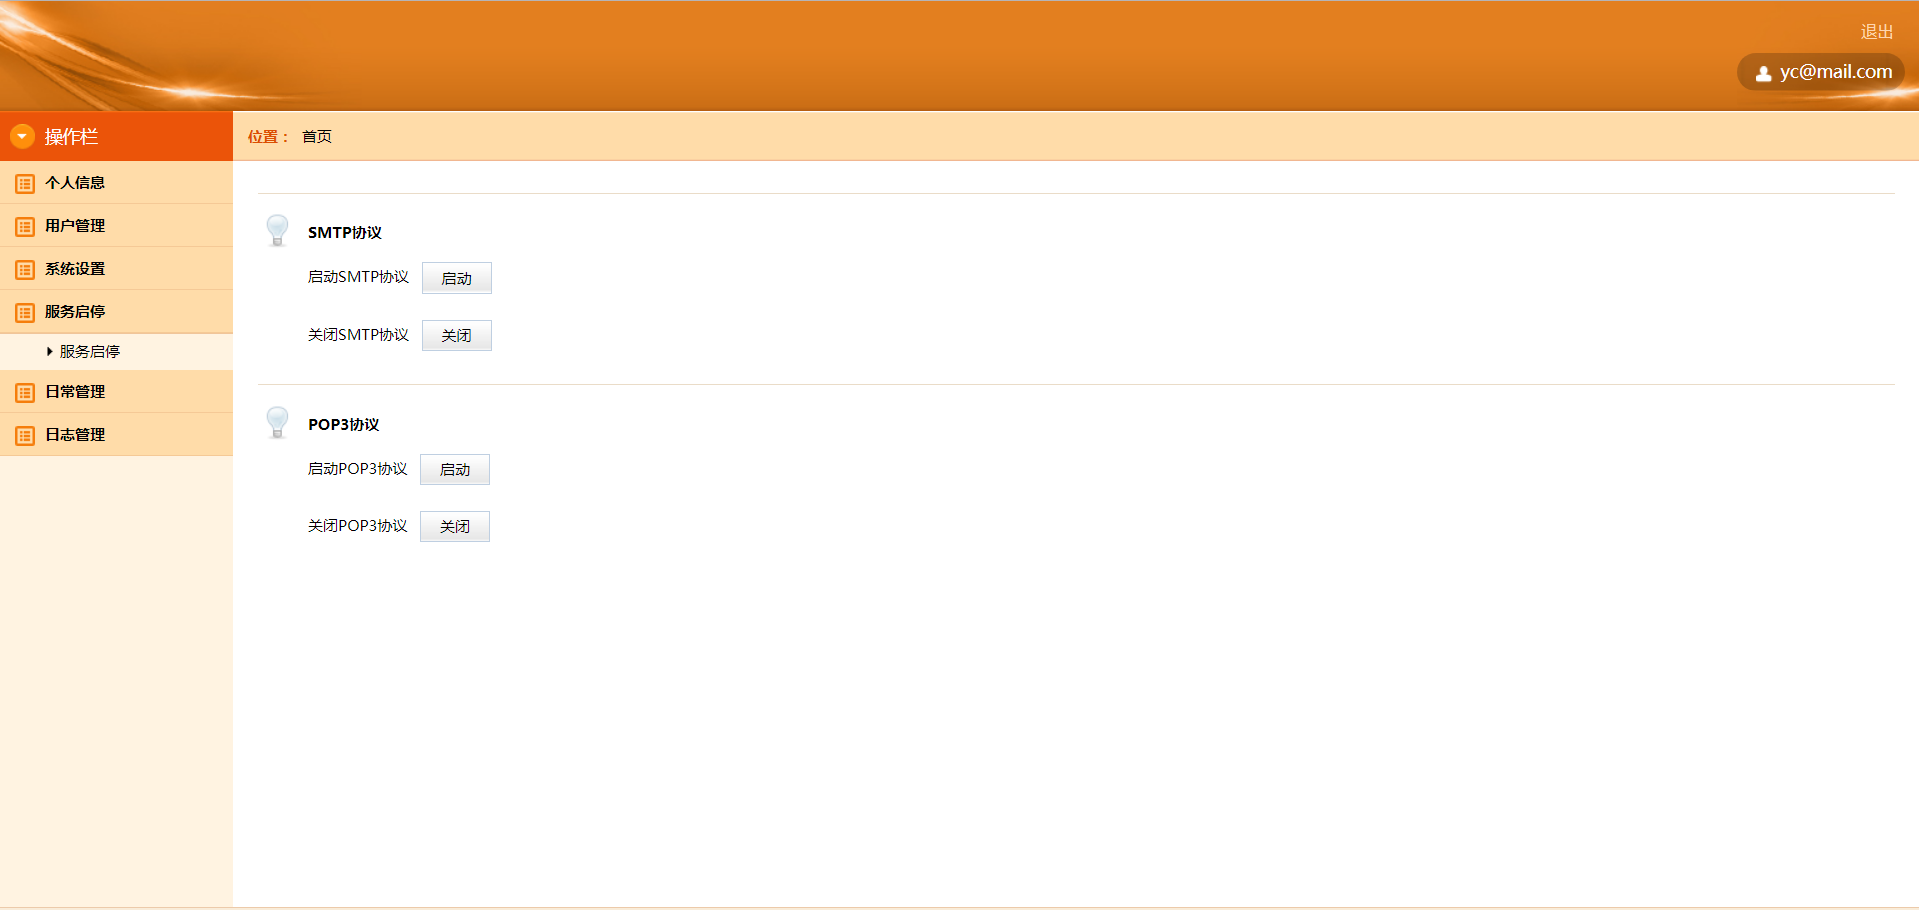 退出
yc@mail.com
操作栏
位置： 首页
个人信息
用户管理
系统设置
服务启停
服务启停
日常管理
日志管理
SMTP协议
启动SMTP协议 启动
关闭SMTP协议 关闭
POP3协议
启动POP3协议 启动
关闭POP3协议 关闭